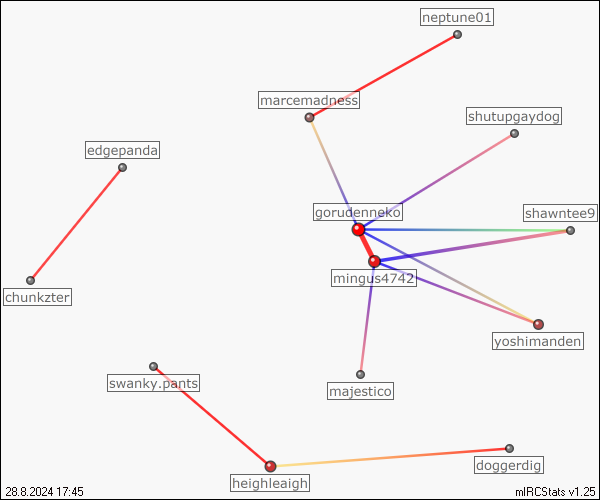 neptune01
marcemadness
shutupgaydog
edgepanda
gorudenneko
shawntee9
mingus4742
chunkzter
yoshimanden
swanky.pants
majestico
doggerdig
heighleaigh
28.8.2024 17:45
mIRCStats v1.25